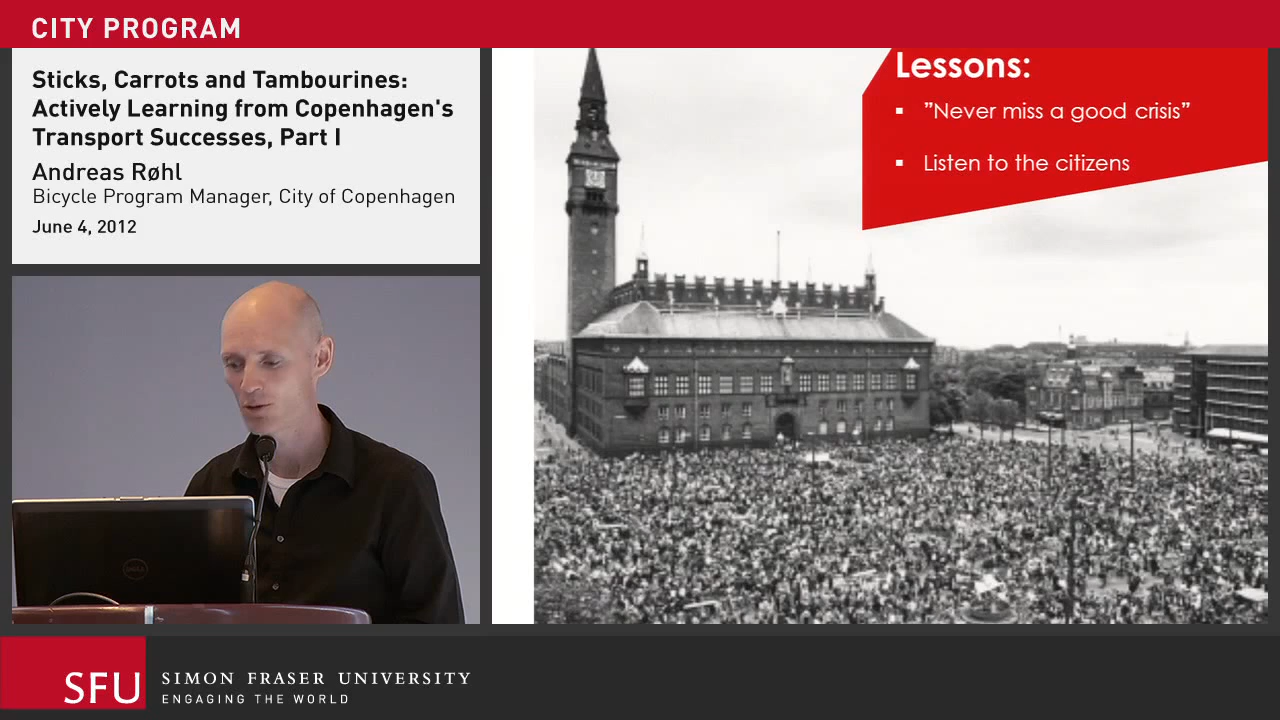 CITY PROGRAM
Sticks, Carrots and Tambourines:
Actively Learning from Copenhagen's
Transport Successes, Part I
Andreas Røhl
Bicycle Program Manager, City of Copenhagen
June 4, 2012
Lessons:
▪ ”Never miss a good crisis”
▪ Listen to the citizens
DELL
SFU
SIMON FRASER UNIVERSITY
ENGAGING THE WORLD